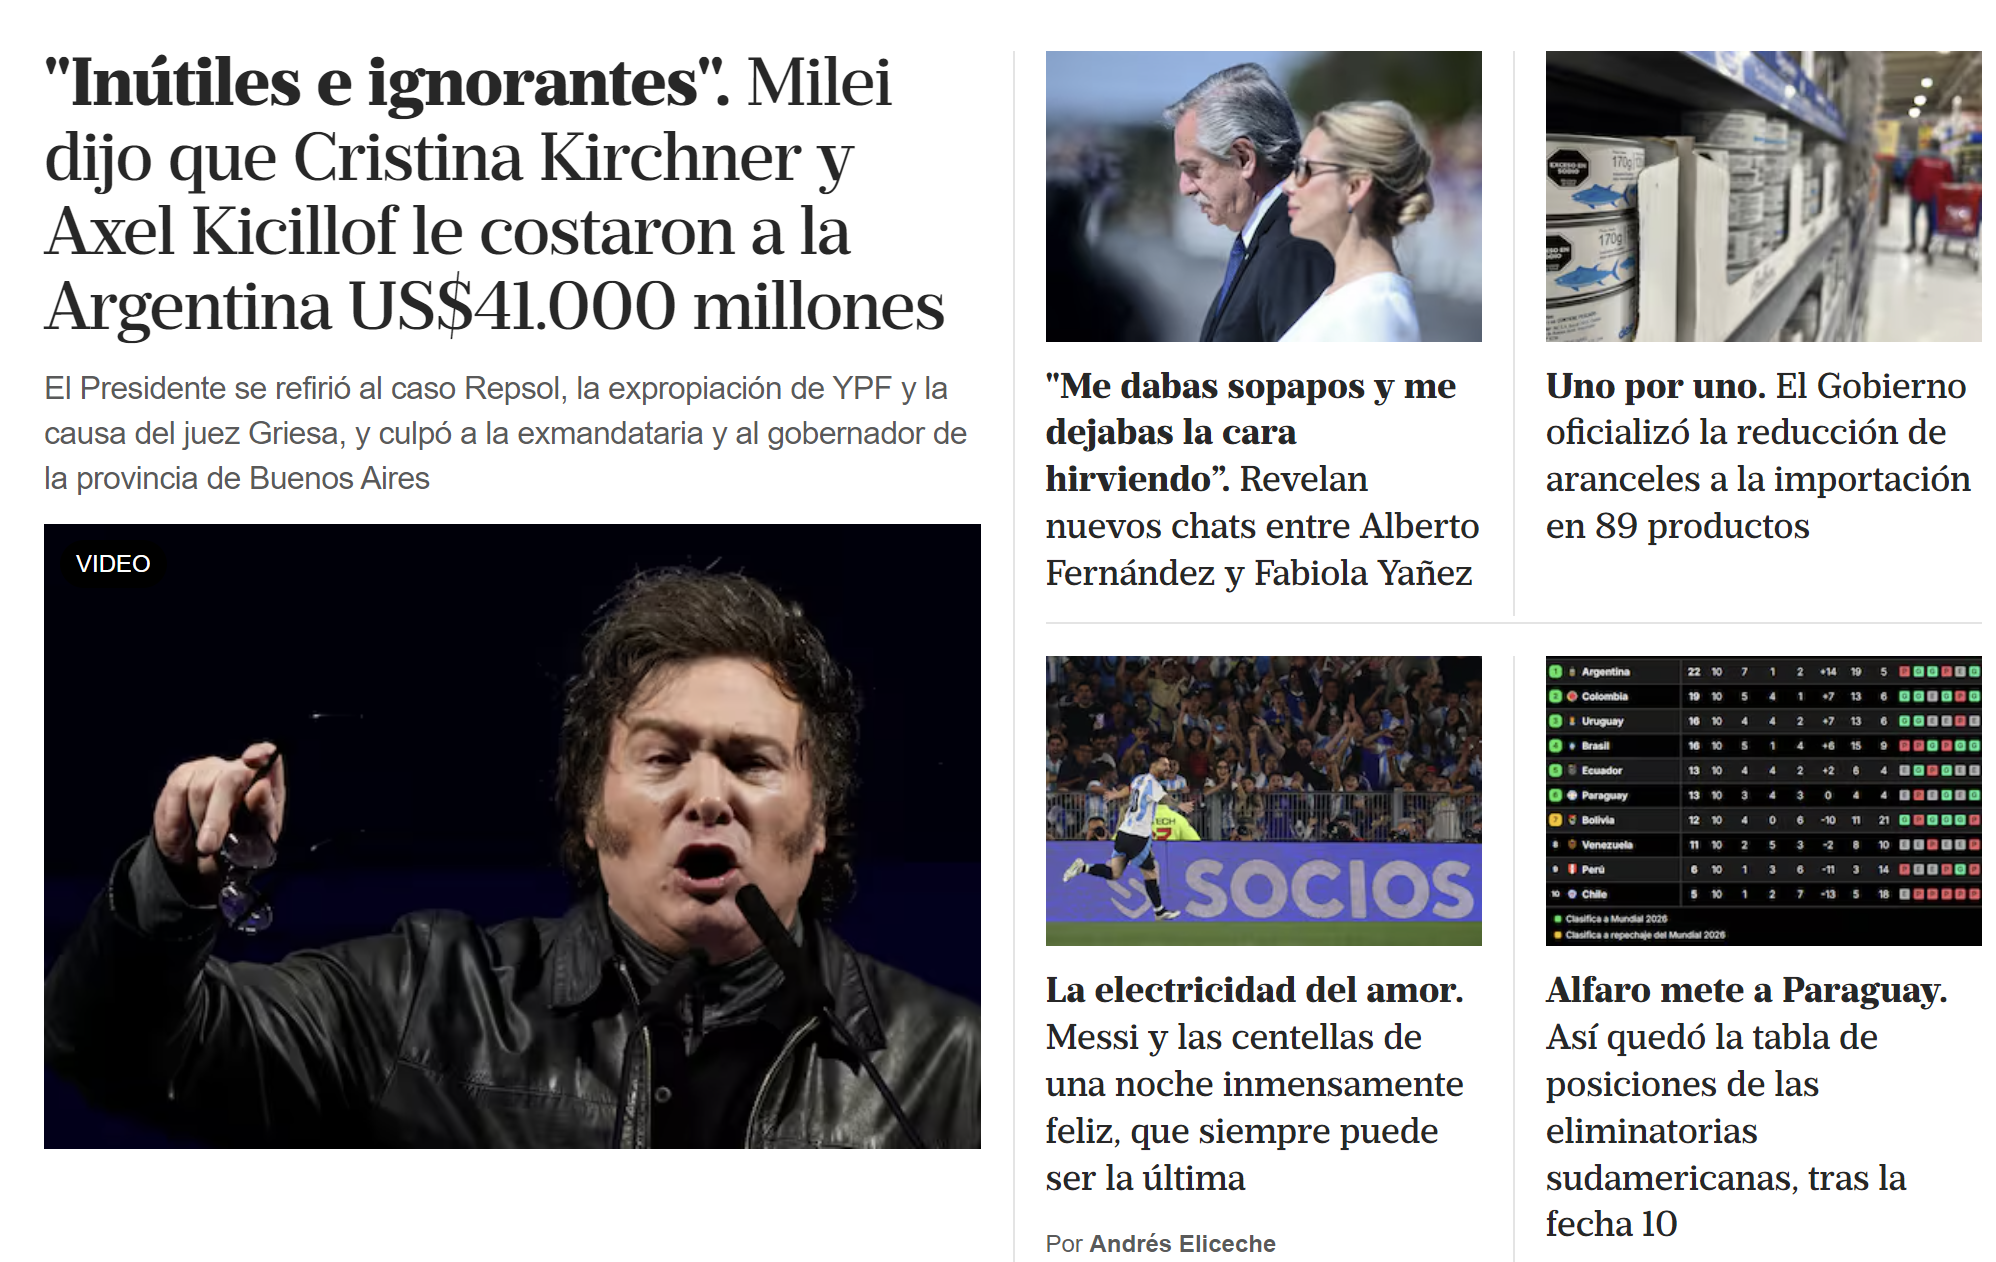 "Inútiles e ignorantes". Milei
dijo que Cristina Kirchner y
Axel Kicillof le costaron a la
Argentina US$41.000 millones
El Presidente se refirió al caso Repsol, la expropiación de YPF y la
causa del juez Griesa, y culpó a la exmandataria y al gobernador de
la provincia de Buenos Aires
VIDEO
"Me dabas sopapos y me
dejabas la cara
hirviendo”. Revelan
nuevos chats entre Alberto
Fernández y Fabiola Yañez
EXCESO EN
SODIO
170g
170g
Uno por uno. El Gobierno
oficializó la reducción de
aranceles a la importación
en 89 productos
TECH
SOCIOS
La electricidad del amor.
Messi y las centellas de
una noche inmensamente
feliz, que siempre puede
ser la última
Por Andrés Eliceche
1 Argentina 22 10 7 1 2 +14 19 5 P G G P E G
2 Colombia 19 10 5 4 1 +7 13 6 G G E G P G
3 Uruguay 16 10 4 4 2 +7 13 6 G G E E P E
4 Brasil 16 10 5 1 4 +6 15 9 P P G P G G
5 Ecuador 13 10 4 4 2 +2 6 4 E G P G E E
6 Paraguay 13 10 3 4 3 0 4 4 E P E G E G
7 Bolivia 12 10 4 0 6 -10 11 21 G P G G G P
8 Venezuela 11 10 2 5 3 -2 8 10 E E P E E P
9 Perú 6 10 1 3 6 -11 3 14 P E E P G P
10 Chile 5 10 1 2 7 -13 5 18 E P P P P P
Clasifica a Mundial 2026
Clasifica a repechaje del Mundial 2026
Alfaro mete a Paraguay.
Así quedó la tabla de
posiciones de las
eliminatorias
sudamericanas, tras la
fecha 10